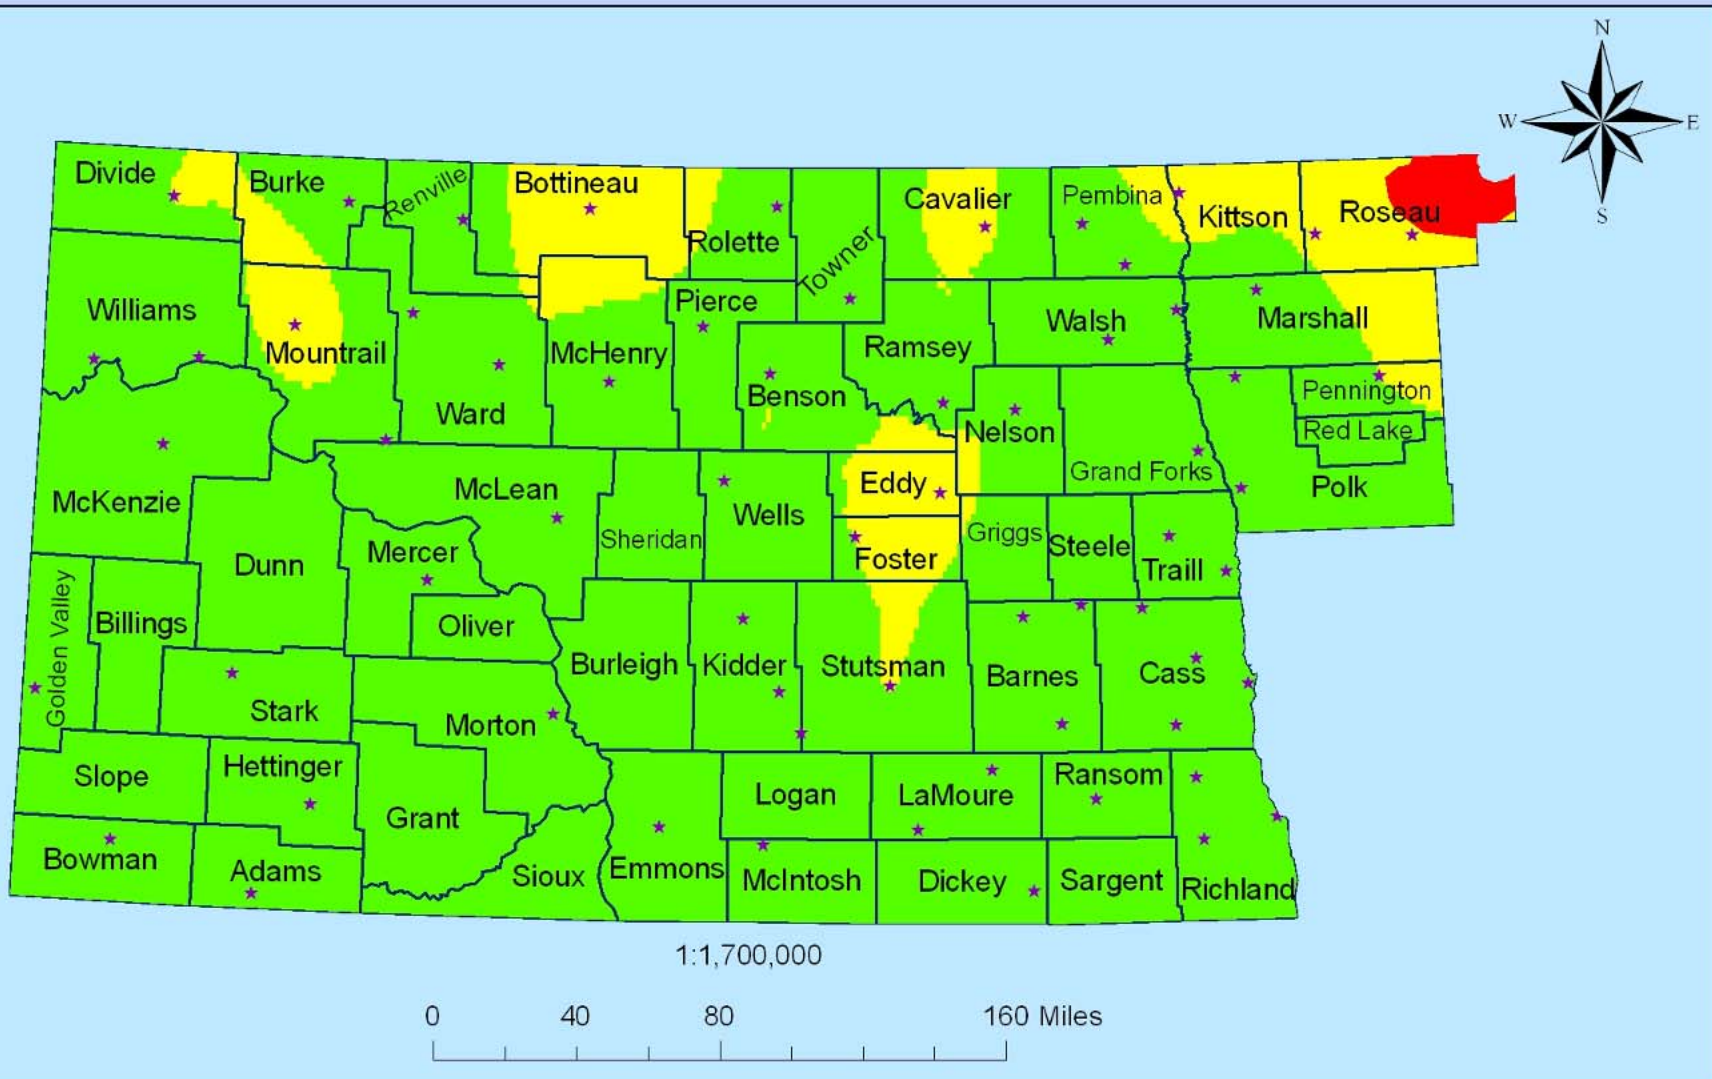 N
W E
S
Divide
Burke
Renville
Bottineau
Rolette
Towner
Cavalier
Pembina
Kittson
Roseau
Williams
Mountrail
Ward
McHenry
Pierce
Benson
Ramsey
Walsh
Marshall
Nelson
Grand Forks
Pennington
Red Lake
Polk
McKenzie
Dunn
McLean
Mercer
Sheridan
Wells
Eddy
Foster
Griggs
Steele
Traill
Golden Valley
Billings
Oliver
Stark
Morton
Burleigh
Kidder
Stutsman
Barnes
Cass
Slope
Hettinger
Grant
Logan
LaMoure
Ransom
Bowman
Adams
Sioux
Emmons
McIntosh
Dickey
Sargent
Richland
1:1,700,000
0 40 80 160 Miles